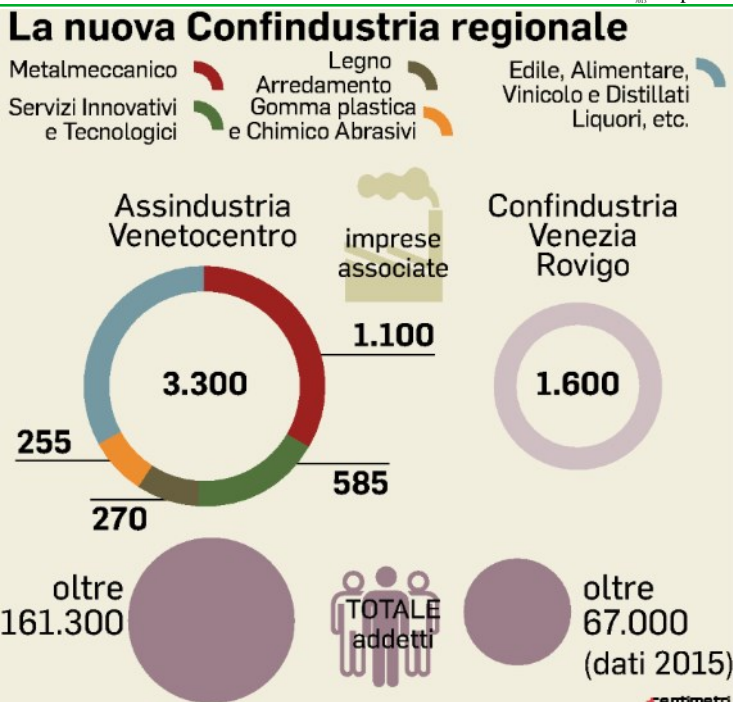 La nuova Confindustria regionale
Metalmeccanico
Servizi Innovativi
e Tecnologici
Legno
Arredamento
Gomma plastica
e Chimico Abrasivi
Edile, Alimentare,
Vinicolo e Distillati
Liquori, etc.
Assindustria
Venetocentro
imprese
associate
Confindustria
Venezia
Rovigo
1.100
3.300
1.600
255
585
270
oltre
161.300
TOTALE
addetti
oltre
67.000
(dati 2015)
centimetri